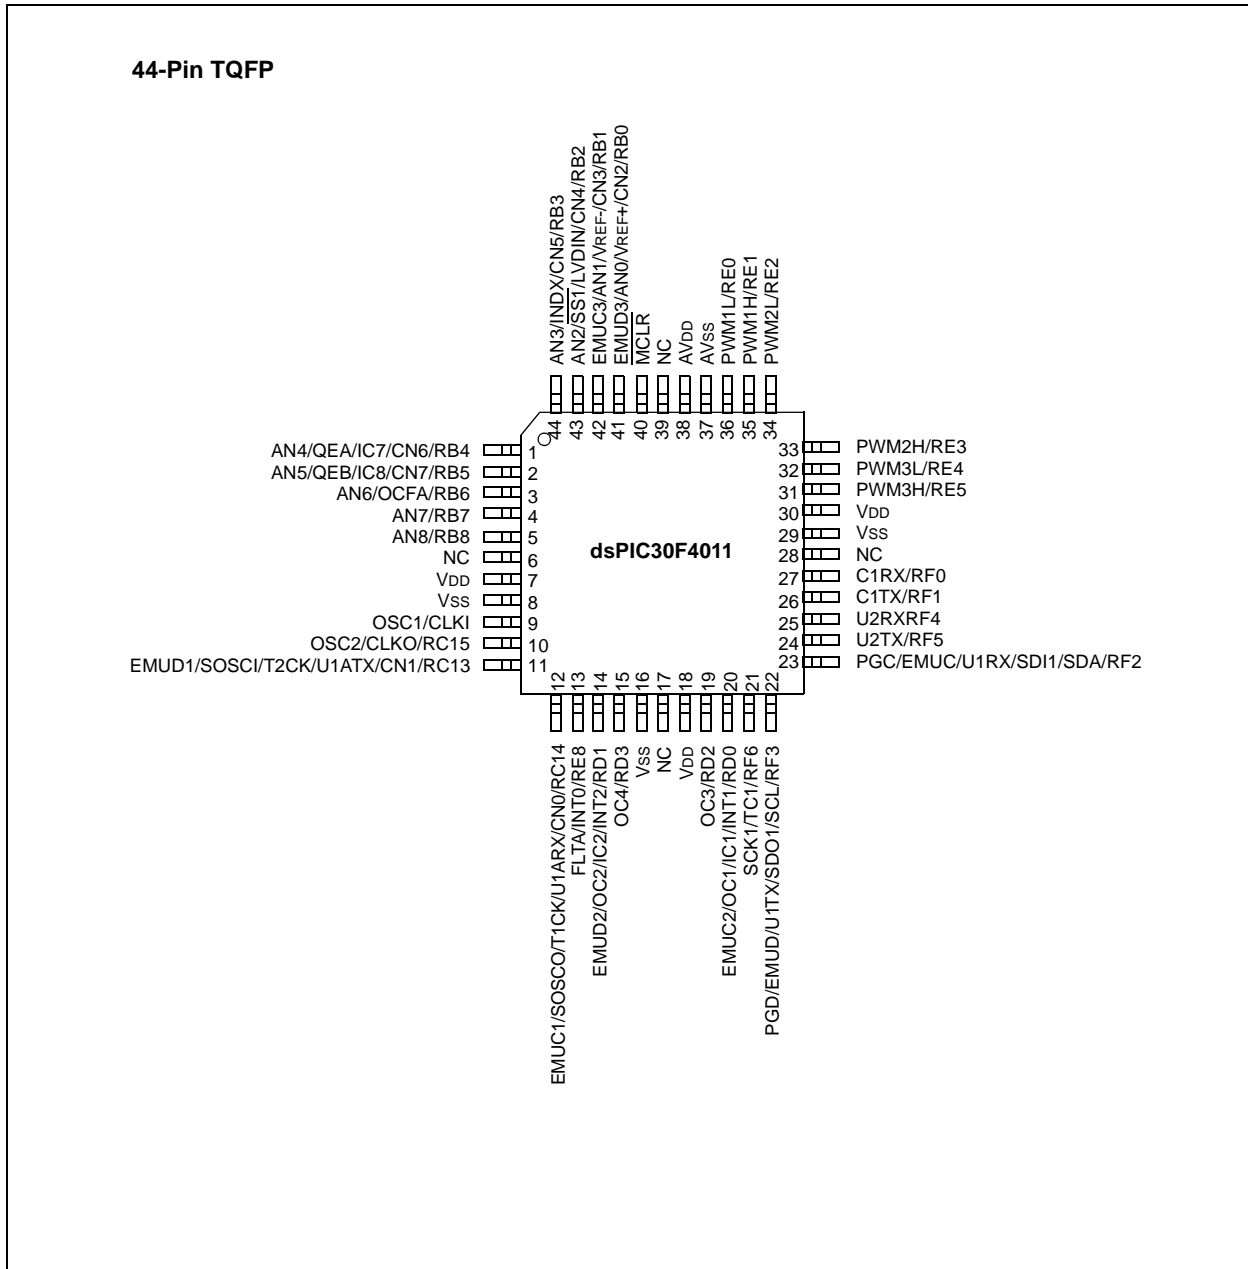 44-Pin TQFP
AN3/INDX/CN5/RB3
AN2/SS1/LVDIN/CN4/RB2
EMUC3/AN1/VREF-/CN3/RB1
EMUD3/AN0/VREF+/CN2/RB0
MCLR
NC
AVDD
AVSS
PWM1L/RE0
PWM1H/RE1
PWM2L/RE2
44
43
42
41
40
39
38
37
36
35
34
AN4/QEA/IC7/CN6/RB4 1
AN5/QEB/IC8/CN7/RB5 2
AN6/OCFA/RB6 3
AN7/RB7 4
AN8/RB8 5
NC 6
VDD 7
VSS 8
OSC1/CLKI 9
OSC2/CLKO/RC15 10
EMUD1/SOSCI/T2CK/U1ATX/CN1/RC13 11
dsPIC30F4011
33 PWM2H/RE3
32 PWM3L/RE4
31 PWM3H/RE5
30 VDD
29 VSS
28 NC
27 C1RX/RF0
26 C1TX/RF1
25 U2RXRF4
24 U2TX/RF5
23 PGC/EMUC/U1RX/SDI1/SDA/RF2
12
13
14
15
16
17
18
19
20
21
22
EMUC1/SOSCO/T1CK/U1ARX/CN0/RC14
FLTA/INT0/RE8
EMUD2/OC2/IC2/INT2/RD1
OC4/RD3
VSS
NC
VDD
OC3/RD2
EMUC2/OC1/IC1/INT1/RD0
SCK1/TC1/RF6
PGD/EMUD/U1TX/SDO1/SCL/RF3